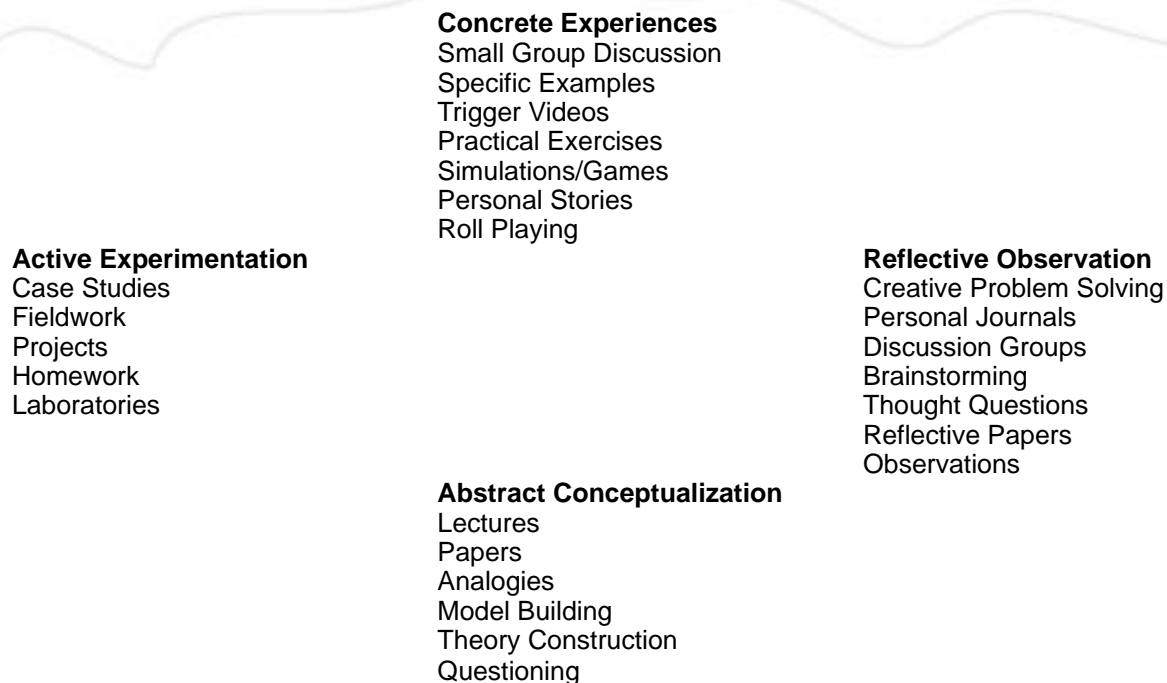 Concrete Experiences
Small Group Discussion
Specific Examples
Trigger Videos
Practical Exercises
Simulations/Games
Personal Stories
Roll Playing
Active Experimentation
Case Studies
Fieldwork
Projects
Homework
Laboratories
Reflective Observation
Creative Problem Solving
Personal Journals
Discussion Groups
Brainstorming
Thought Questions
Reflective Papers
Observations
Abstract Conceptualization
Lectures
Papers
Analogies
Model Building
Theory Construction
Questioning